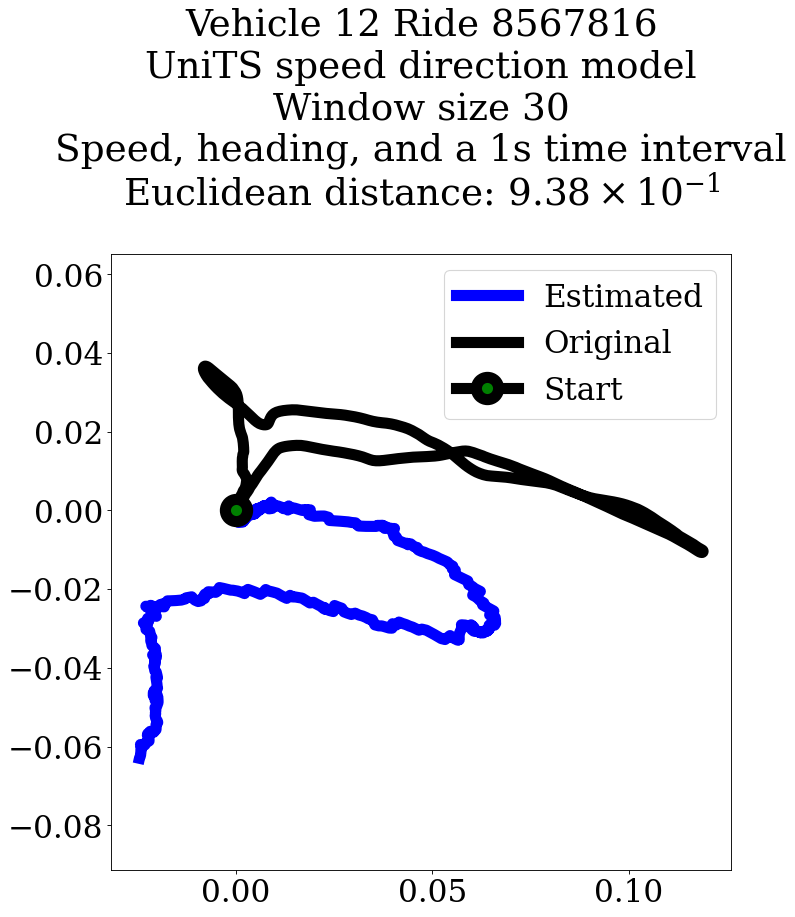 Vehicle 12 Ride 8567816
UniTS speed direction model
Window size 30
Speed, heading, and a 1s time interval
Euclidean distance: 9.38 × 10⁻¹
Estimated
Original
Start
0.06
0.04
0.02
0.00
−0.02
−0.04
−0.06
−0.08
0.00 0.05 0.10